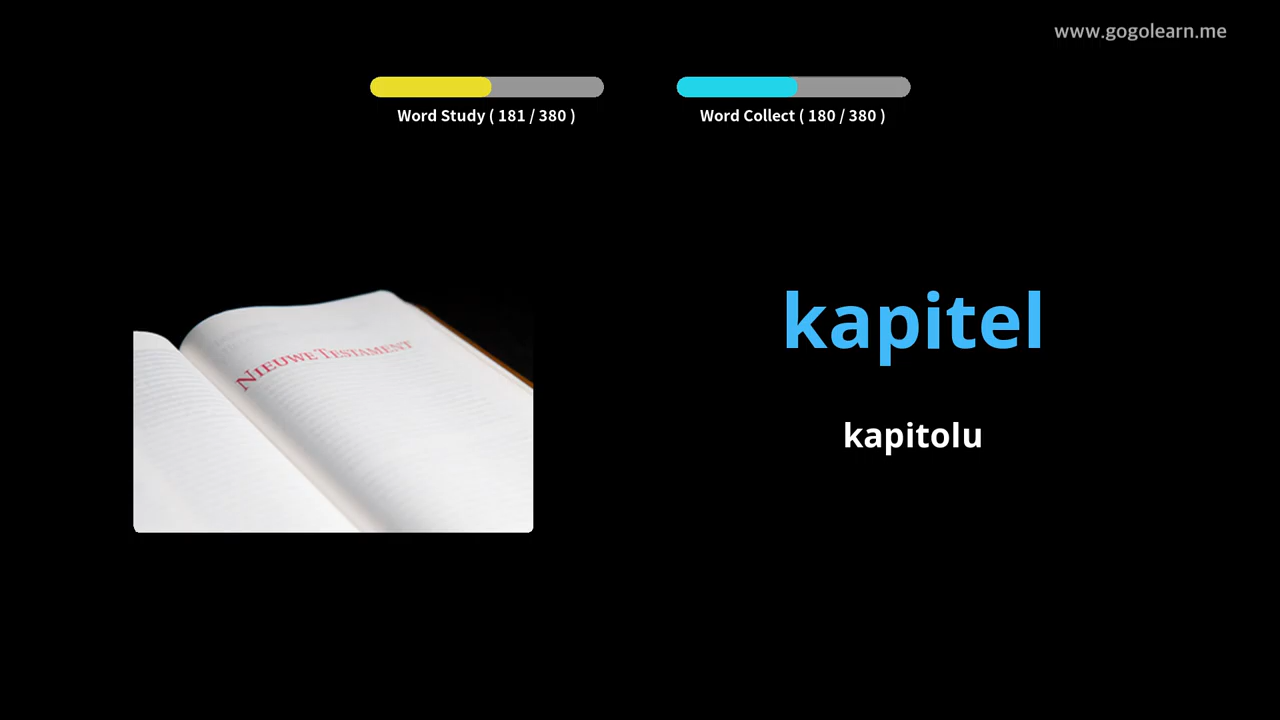 www.gogolearn.me
Word Study ( 181 / 380 )
Word Collect ( 180 / 380 )
NIEUWE TESTAMENT
kapitel
kapitolu